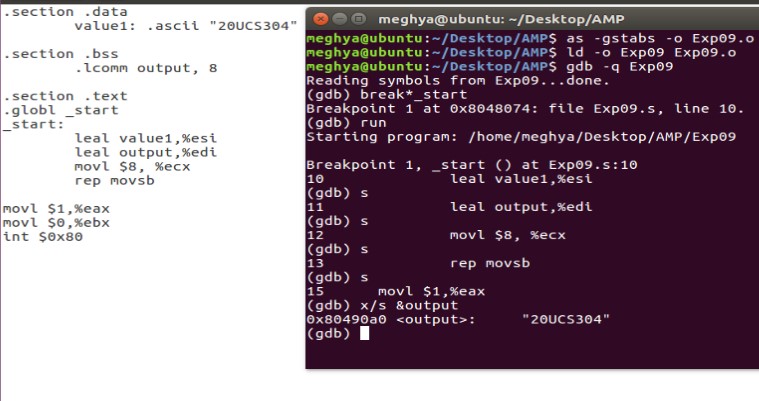 .section .data
value1: .ascii "20UCS304"
.section .bss
.lcomm output, 8
.section .text
.globl _start
_start:
leal value1,%esi
leal output,%edi
movl $8, %ecx
rep movsb
movl $1,%eax
movl $0,%ebx
int $0x80
meghya@ubuntu: ~/Desktop/AMP
meghya@ubuntu:~/Desktop/AMP$ as -gstabs -o Exp09.o
meghya@ubuntu:~/Desktop/AMP$ ld -o Exp09 Exp09.o
meghya@ubuntu:~/Desktop/AMP$ gdb -q Exp09
Reading symbols from Exp09...done.
(gdb) break*_start
Breakpoint 1 at 0x8048074: file Exp09.s, line 10.
(gdb) run
Starting program: /home/meghya/Desktop/AMP/Exp09
Breakpoint 1, _start () at Exp09.s:10
10 leal value1,%esi
(gdb) s
11 leal output,%edi
(gdb) s
12 movl $8, %ecx
(gdb) s
13 rep movsb
(gdb) s
15 movl $1,%eax
(gdb) x/s &output
0x80490a0 <output>: "20UCS304"
(gdb)